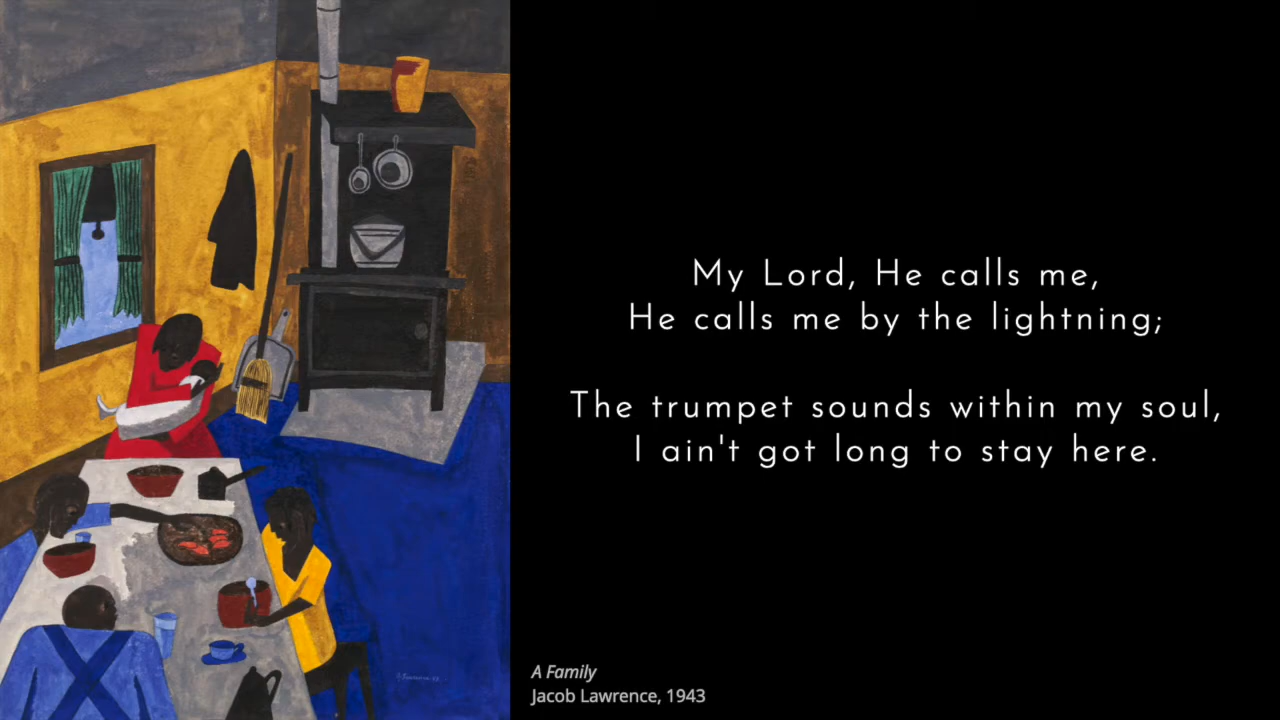 My Lord, He calls me,
He calls me by the lightning;
The trumpet sounds within my soul,
I ain't got long to stay here.
A Family
Jacob Lawrence, 1943